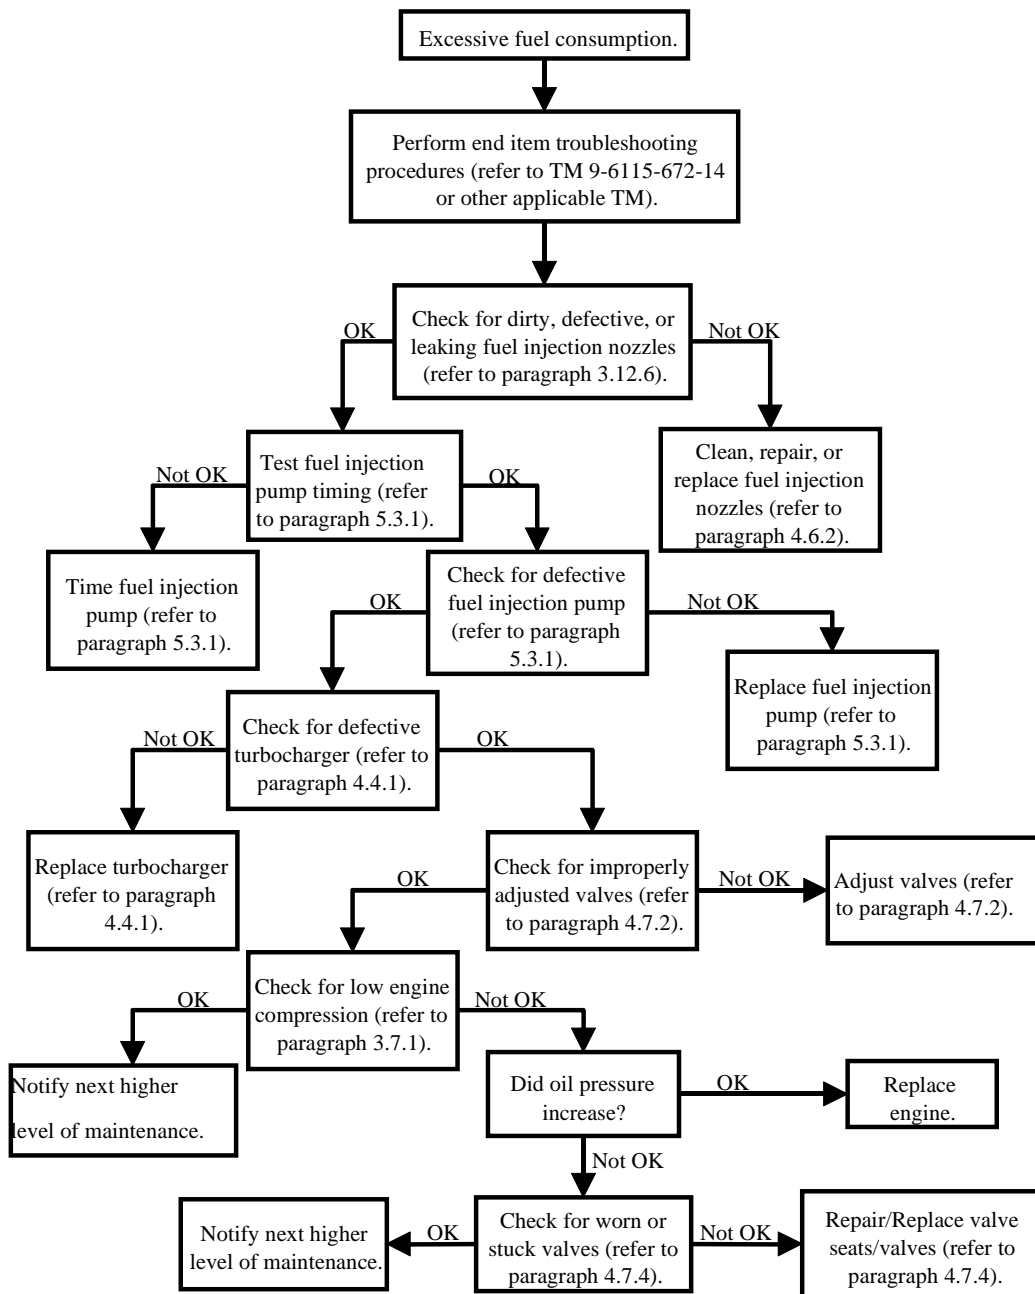 Excessive fuel consumption.
Perform end item troubleshooting
procedures (refer to TM 9-6115-672-14
or other applicable TM).
OK
Check for dirty, defective, or
leaking fuel injection nozzles
(refer to paragraph 3.12.6).
Not OK
Not OK
Test fuel injection
pump timing (refer
to paragraph 5.3.1).
OK
Clean, repair, or
replace fuel injection
nozzles (refer to
paragraph 4.6.2).
Time fuel injection
pump (refer to
paragraph 5.3.1).
OK
Check for defective
fuel injection pump
(refer to paragraph
5.3.1).
Not OK
Not OK
Check for defective
turbocharger (refer to
paragraph 4.4.1).
OK
Replace fuel injection
pump (refer to
paragraph 5.3.1).
Replace turbocharger
(refer to paragraph
4.4.1).
OK
Check for improperly
adjusted valves (refer
to paragraph 4.7.2).
Not OK
Adjust valves (refer
to paragraph 4.7.2).
OK
Check for low engine
compression (refer to
paragraph 3.7.1).
Not OK
Notify next higher
level of maintenance.
Did oil pressure
increase?
OK
Replace
engine.
Not OK
Notify next higher
level of maintenance.
OK
Check for worn or
stuck valves (refer to
paragraph 4.7.4).
Not OK
Repair/Replace valve
seats/valves (refer to
paragraph 4.7.4).